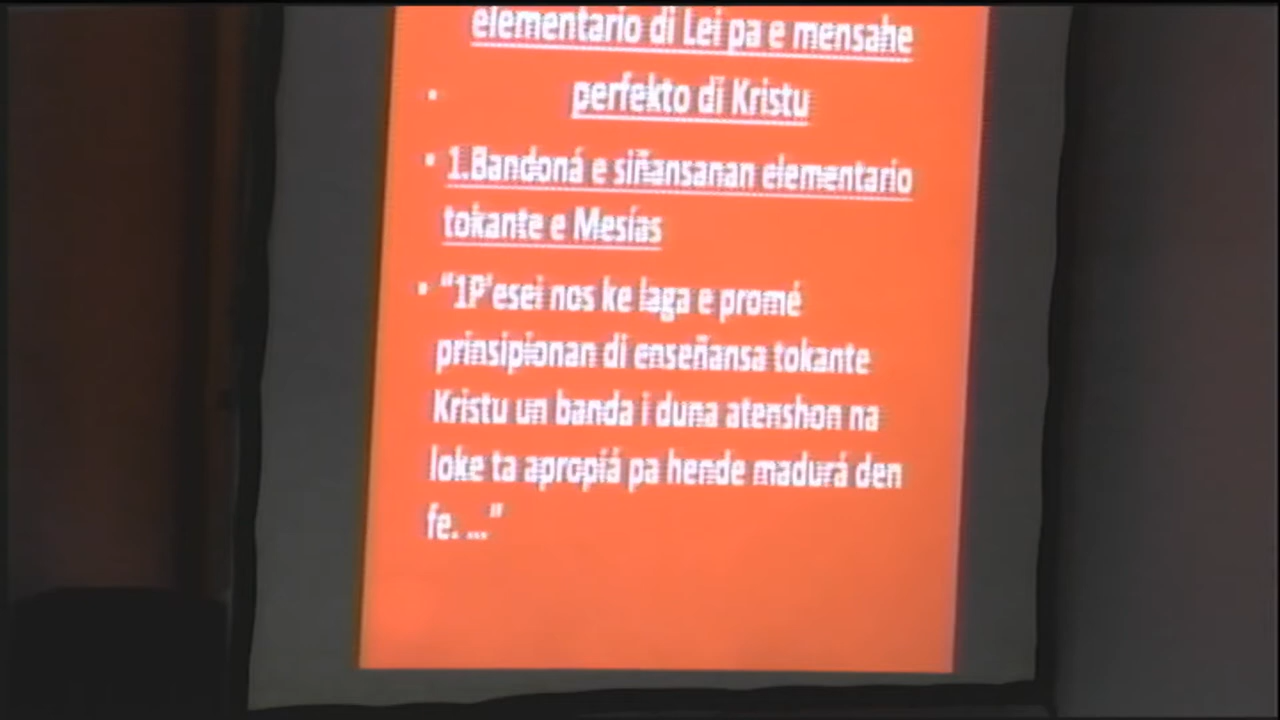 elementario di Lei pa e mensahe
• perfekto di Kristu
• 1.Bandoná e siñansanan elementario
tokante e Mesías
• “1P’esei nos ke laga e promé
prinsipionan di enseñansa tokante
Kristu un banda i duna atenshon na
loke ta apropiá pa hende madurá den
fe. ...”